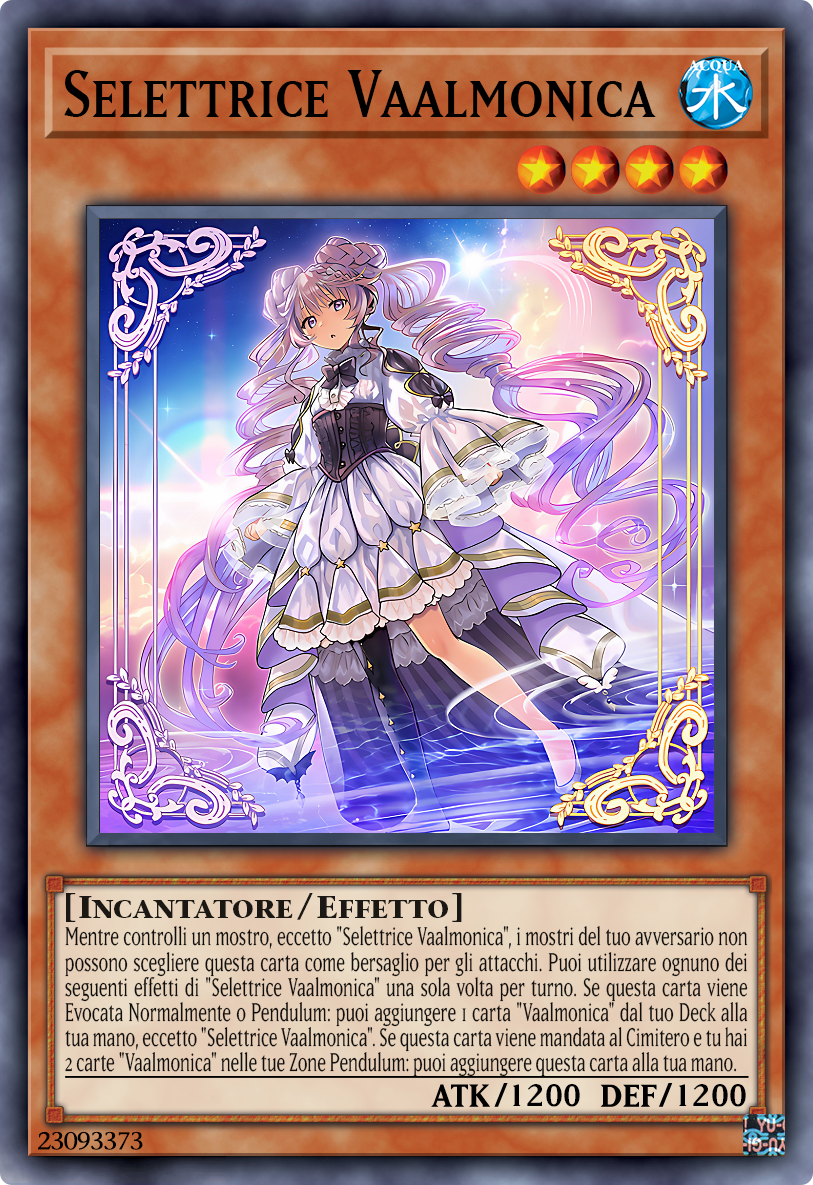 Selettrice Vaalmonica
ACQUA
水
[Incantatore/Effetto]
Mentre controlli un mostro, eccetto "Selettrice Vaalmonica", i mostri del tuo avversario non
possono scegliere questa carta come bersaglio per gli attacchi. Puoi utilizzare ognuno dei
seguenti effetti di "Selettrice Vaalmonica" una sola volta per turno. Se questa carta viene
Evocata Normalmente o Pendulum: puoi aggiungere 1 carta "Vaalmonica" dal tuo Deck alla
tua mano, eccetto "Selettrice Vaalmonica". Se questa carta viene mandata al Cimitero e tu hai
2 carte "Vaalmonica" nelle tue Zone Pendulum: puoi aggiungere questa carta alla tua mano.
ATK/1200 DEF/1200
23093373